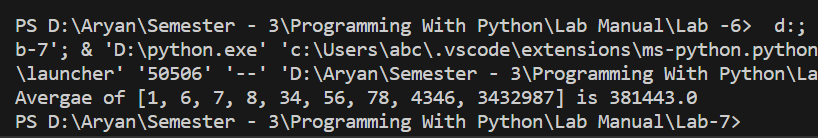 PS D:\Aryan\Semester - 3\Programming With Python\Lab Manual\Lab -6>  d:;
b-7'; & 'D:\python.exe' 'c:\Users\abc\.vscode\extensions\ms-python.python
\launcher' '50506' '--' 'D:\Aryan\Semester - 3\Programming With Python\La
Avergae of [1, 6, 7, 8, 34, 56, 78, 4346, 3432987] is 381443.0
PS D:\Aryan\Semester - 3\Programming With Python\Lab Manual\Lab-7>